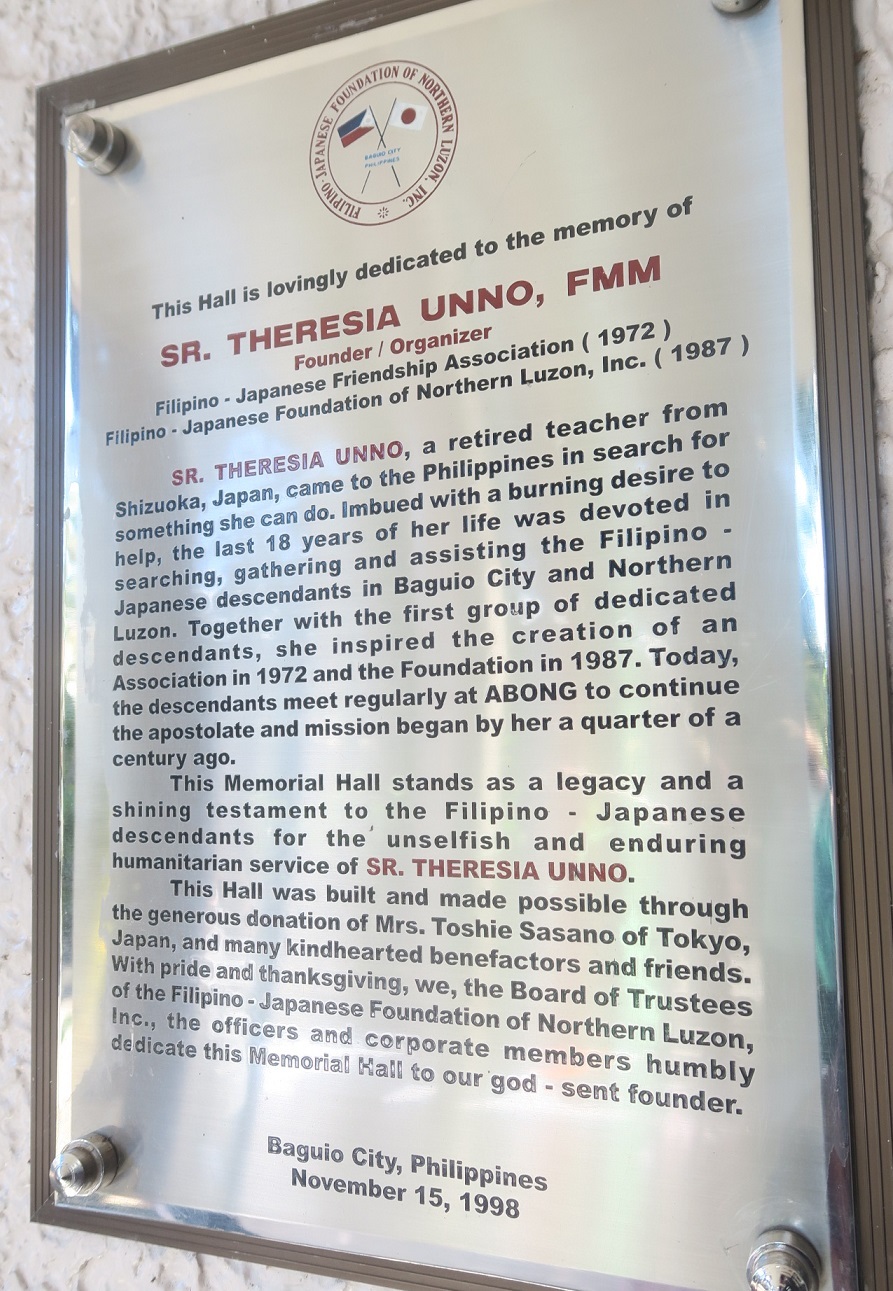 FILIPINO-JAPANESE FOUNDATION OF NORTHERN LUZON, INC.
BAGUIO CITY
PHILIPPINES
This Hall is lovingly dedicated to the memory of
SR. THERESIA UNNO, FMM
Founder / Organizer
Filipino - Japanese Friendship Association ( 1972 )
Filipino - Japanese Foundation of Northern Luzon, Inc. ( 1987 )
SR. THERESIA UNNO, a retired teacher from
Shizuoka, Japan, came to the Philippines in search for
something she can do. Imbued with a burning desire to
help, the last 18 years of her life was devoted in
searching, gathering and assisting the Filipino -
Japanese descendants in Baguio City and Northern
Luzon. Together with the first group of dedicated
descendants, she inspired the creation of an
Association in 1972 and the Foundation in 1987. Today,
the descendants meet regularly at ABONG to continue
the apostolate and mission began by her a quarter of a
century ago.
This Memorial Hall stands as a legacy and a
shining testament to the Filipino - Japanese
descendants for the unselfish and enduring
humanitarian service of SR. THERESIA UNNO.
This Hall was built and made possible through
the generous donation of Mrs. Toshie Sasano of Tokyo,
Japan, and many kindhearted benefactors and friends.
With pride and thanksgiving, we, the Board of Trustees
of the Filipino - Japanese Foundation of Northern Luzon,
Inc., the officers and corporate members humbly
dedicate this Memorial Hall to our god - sent founder.
Baguio City, Philippines
November 15, 1998